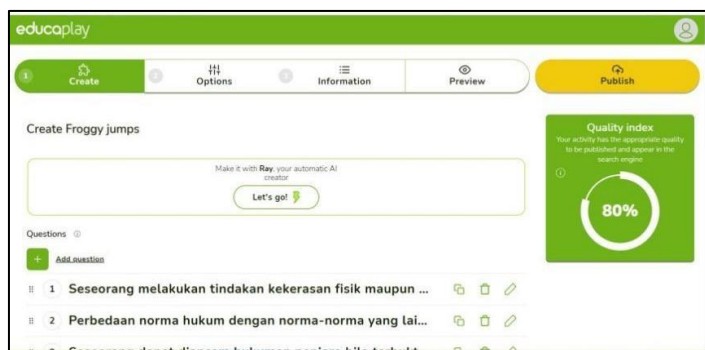 educaplay
1
Create
Options
Information
Preview
Publish
Create Froggy jumps
Make it with Ray, your automatic AI
creator
Let's go!
Quality index
Your activity has the appropriate quality
to be published and appear in the
search engine
80%
Questions
+ Add question
1 Seseorang melakukan tindakan kekerasan fisik maupun ...
2 Perbedaan norma hukum dengan norma-norma yang lai...